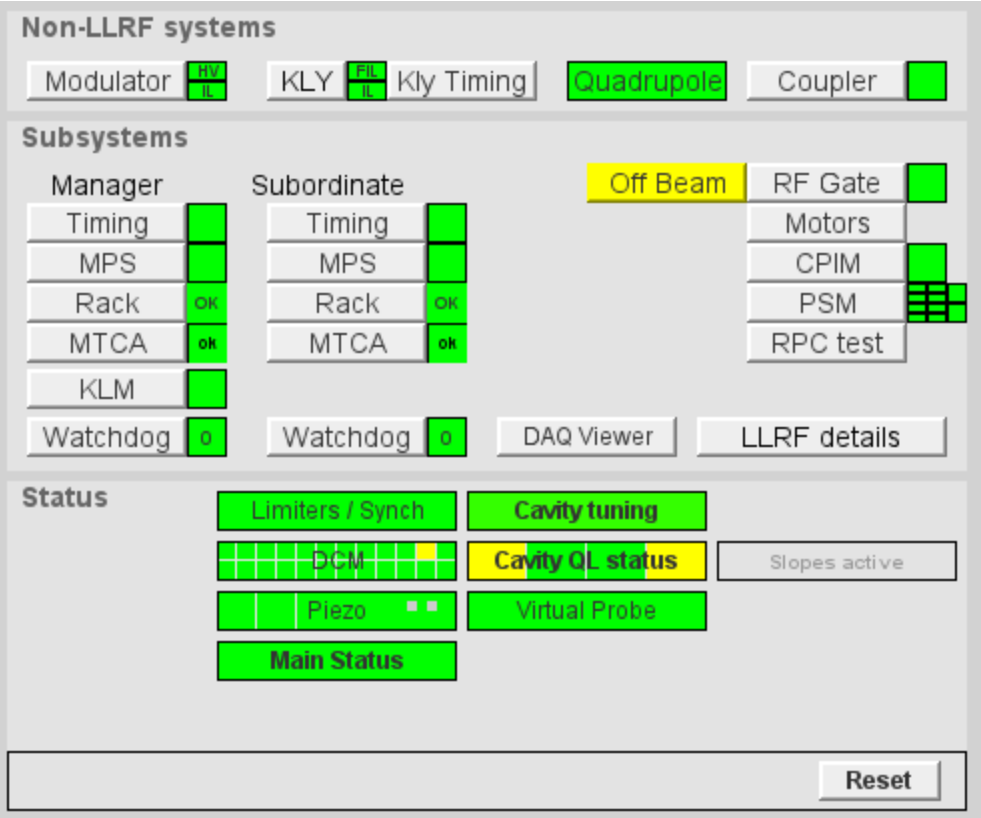 Non-LLRF systems
Modulator HV IL KLY FIL IL Kly Timing Quadrupole Coupler
Subsystems
Manager Subordinate Off Beam RF Gate
Timing Timing Motors
MPS MPS CPIM
Rack OK Rack OK PSM
MTCA ok MTCA ok RPC test
KLM
Watchdog 0 Watchdog 0 DAQ Viewer LLRF details
Status
Limiters / Synch Cavity tuning
DCM Cavity QL status Slopes active
Piezo Virtual Probe
Main Status
Reset